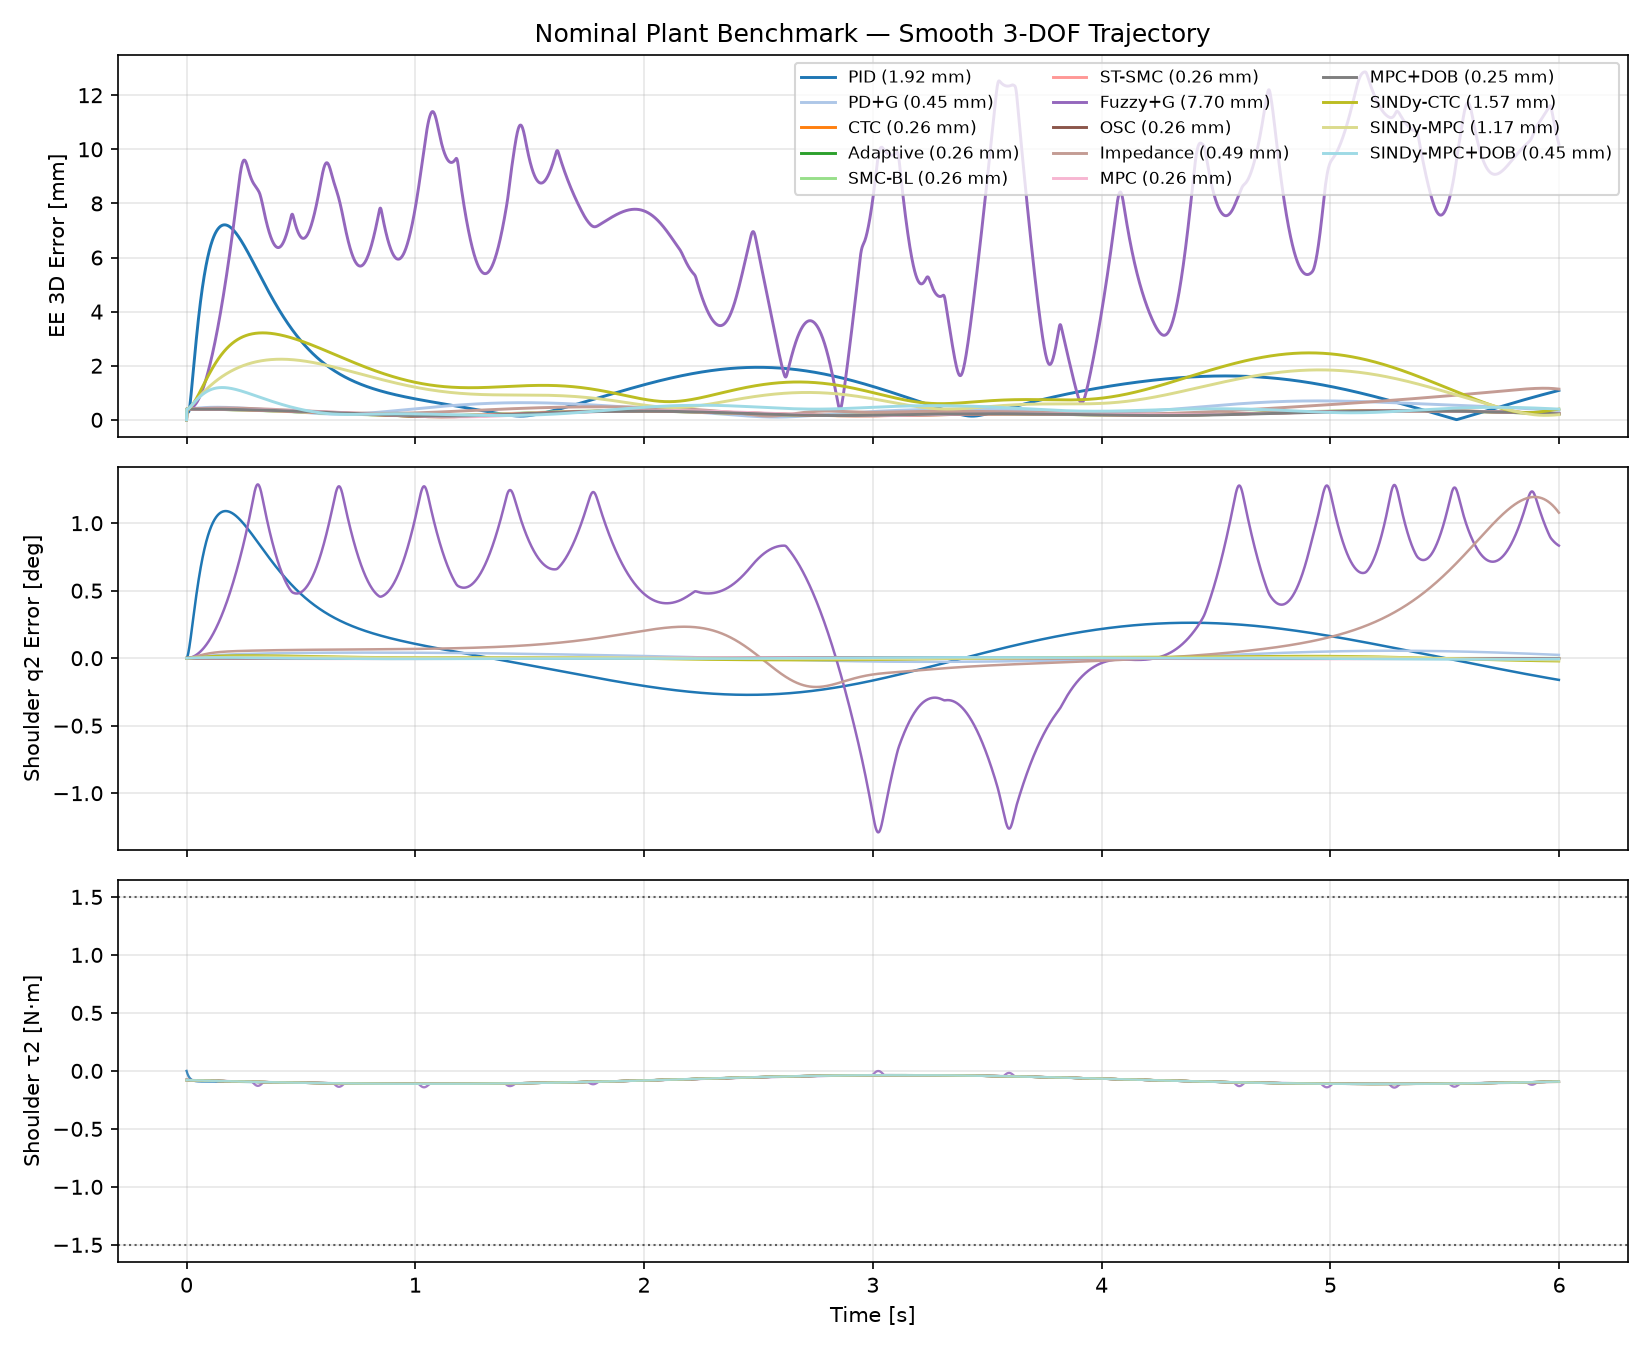 Nominal Plant Benchmark — Smooth 3-DOF Trajectory
EE 3D Error [mm]
12
10
8
6
4
2
0
PID (1.92 mm)
PD+G (0.45 mm)
CTC (0.26 mm)
Adaptive (0.26 mm)
SMC-BL (0.26 mm)
ST-SMC (0.26 mm)
Fuzzy+G (7.70 mm)
OSC (0.26 mm)
Impedance (0.49 mm)
MPC (0.26 mm)
MPC+DOB (0.25 mm)
SINDy-CTC (1.57 mm)
SINDy-MPC (1.17 mm)
SINDy-MPC+DOB (0.45 mm)
Shoulder q2 Error [deg]
1.0
0.5
0.0
−0.5
−1.0
Shoulder τ2 [N·m]
1.5
1.0
0.5
0.0
−0.5
−1.0
−1.5
0 1 2 3 4 5 6
Time [s]